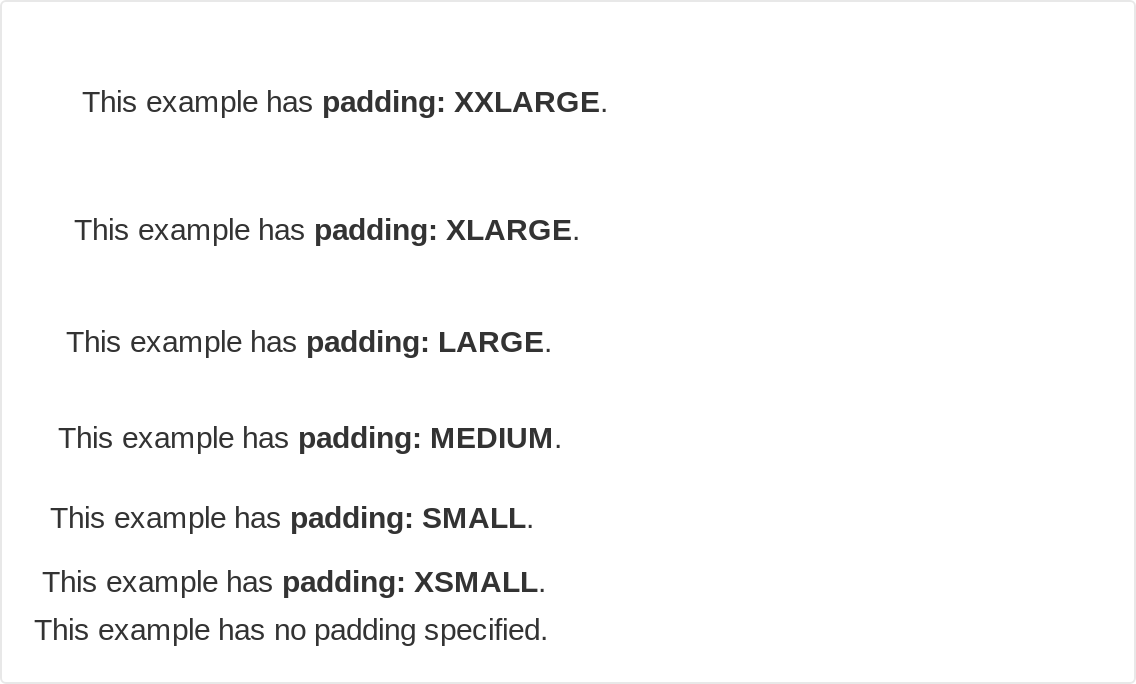 This example has padding: XXLARGE.
This example has padding: XLARGE.
This example has padding: LARGE.
This example has padding: MEDIUM.
This example has padding: SMALL.
This example has padding: XSMALL.
This example has no padding specified.